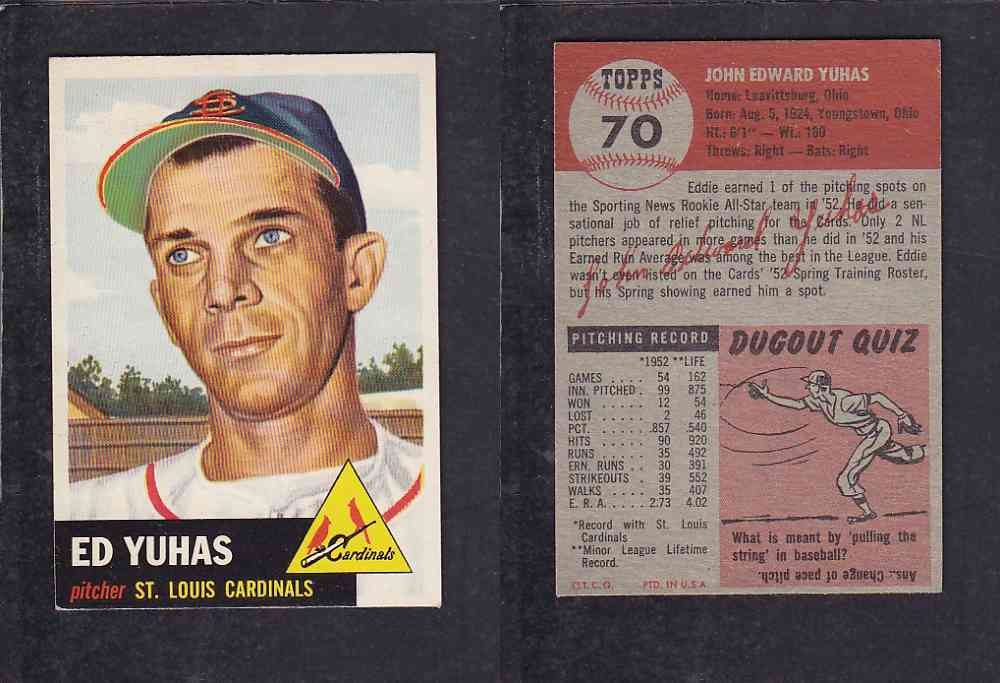 ED YUHAS
pitcher ST. LOUIS CARDINALS
Cardinals
TOPPS
70
JOHN EDWARD YUHAS
Home: Leavittsburg, Ohio
Born: Aug. 5, 1924, Youngstown, Ohio
Ht.: 6/1" — Wt.: 180
Throws: Right — Bats: Right
Eddie earned 1 of the pitching spots on
the Sporting News Rookie All-Star team in '52. He did a sen-
sational job of relief pitching for the Cards. Only 2 NL
pitchers appeared in more games than he did in '52 and his
Earned Run Average was among the best in the League. Eddie
wasn't even listed on the Cards' '52 Spring Training Roster,
but his Spring showing earned him a spot.
John Edward Yuhas
PITCHING RECORD
*1952 **LIFE
GAMES . . . . 54 162
INN. PITCHED . 99 875
WON . . . . . 12 54
LOST . . . . . 2 46
PCT. . . . . . .857 .540
HITS . . . . . 90 920
RUNS . . . . . 35 492
ERN. RUNS . . 30 391
STRIKEOUTS . 39 552
WALKS . . . . 35 407
E. R. A. . . . . 2.73 4.02
*Record with St. Louis
Cardinals
**Minor League Lifetime
Record.
©T.C.G. PTD. IN U.S.A
DUGOUT QUIZ
What is meant by 'pulling the
string' in baseball?
Ans.: Change of pace pitch.